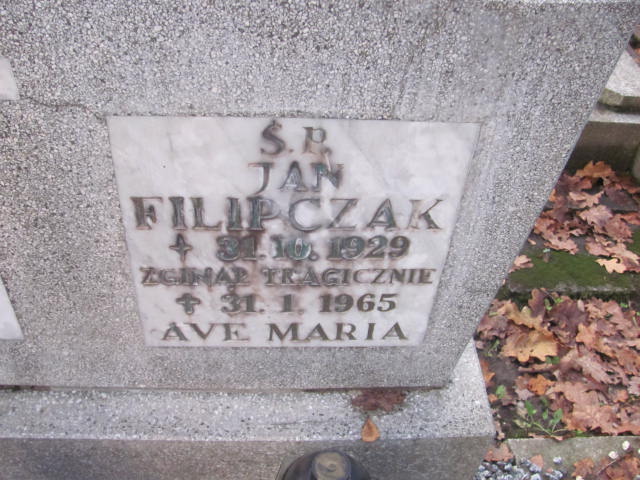 Ś.P.
JAN
FILIPCZAK
31.10.1929
ZGINĄŁ TRAGICZNIE
31.1.1965
AVE MARIA